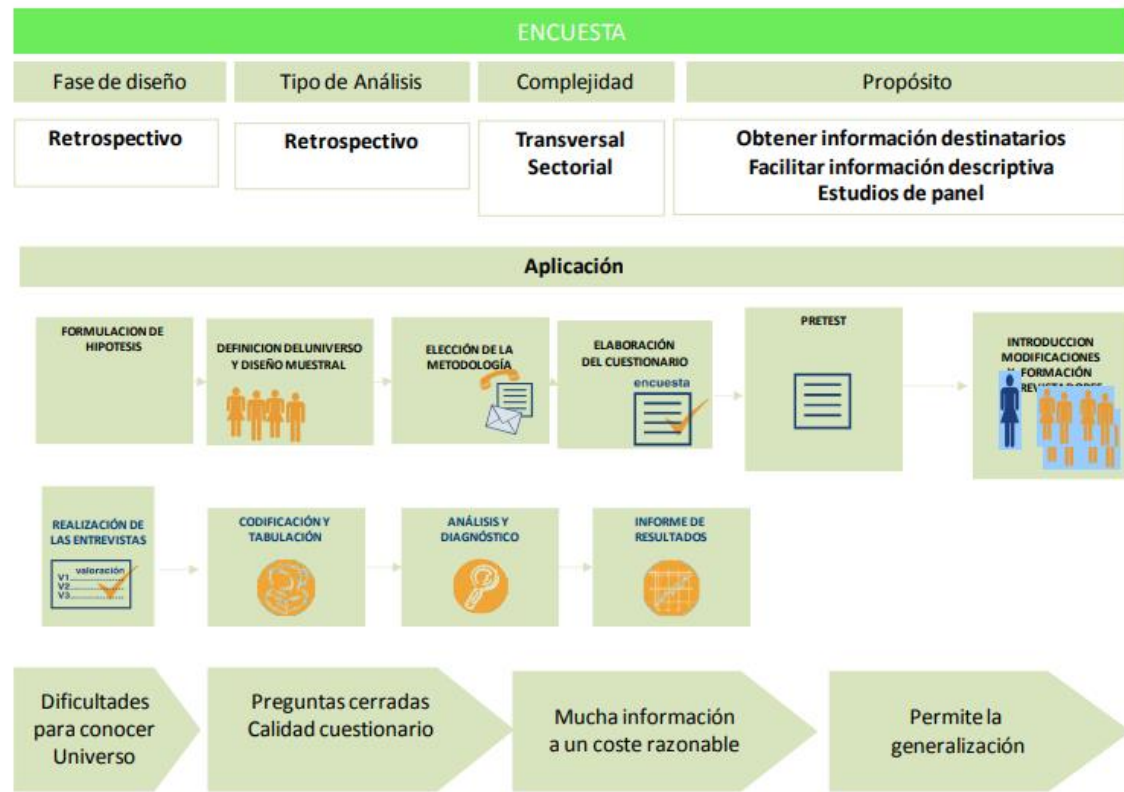 ENCUESTA
Fase de diseño
Tipo de Análisis
Complejidad
Propósito
Retrospectivo
Retrospectivo
Transversal
Sectorial
Obtener información destinatarios
Facilitar información descriptiva
Estudios de panel
Aplicación
FORMULACION DE
HIPOTESIS
DEFINICION DELUNIVERSO
Y DISEÑO MUESTRAL
ELECCIÓN DE LA
METODOLOGÍA
ELABORACIÓN
DEL CUESTIONARIO
encuesta
PRETEST
INTRODUCCION
MODIFICACIONES
FORMACIÓN
REALIZACIÓN DE
LAS ENTREVISTAS
valoración
V1
V2
V3
CODIFICACIÓN Y
TABULACIÓN
ANÁLISIS Y
DIAGNÓSTICO
INFORME DE
RESULTADOS
Dificultades
para conocer
Universo
Preguntas cerradas
Calidad cuestionario
Mucha información
a un coste razonable
Permite la
generalización